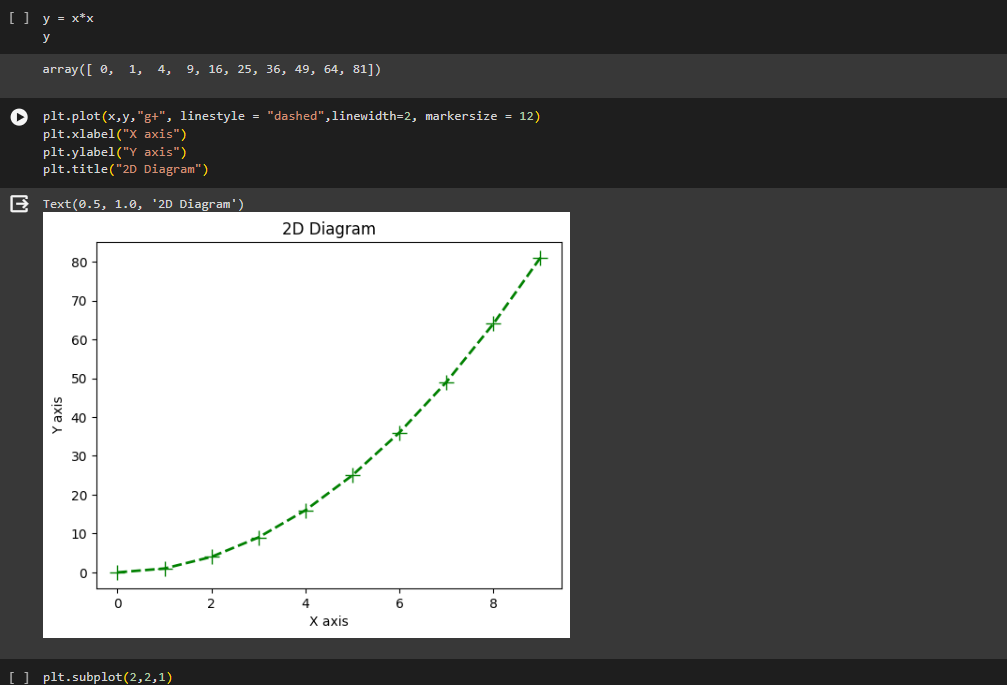 [ ] y = x*x
y
array([ 0,  1,  4,  9, 16, 25, 36, 49, 64, 81])
plt.plot(x,y,"g+", linestyle = "dashed",linewidth=2, markersize = 12)
plt.xlabel("X axis")
plt.ylabel("Y axis")
plt.title("2D Diagram")
Text(0.5, 1.0, '2D Diagram')
2D Diagram
80
70
60
50
40
30
20
10
0
Y axis
0 2 4 6 8
X axis
[ ] plt.subplot(2,2,1)